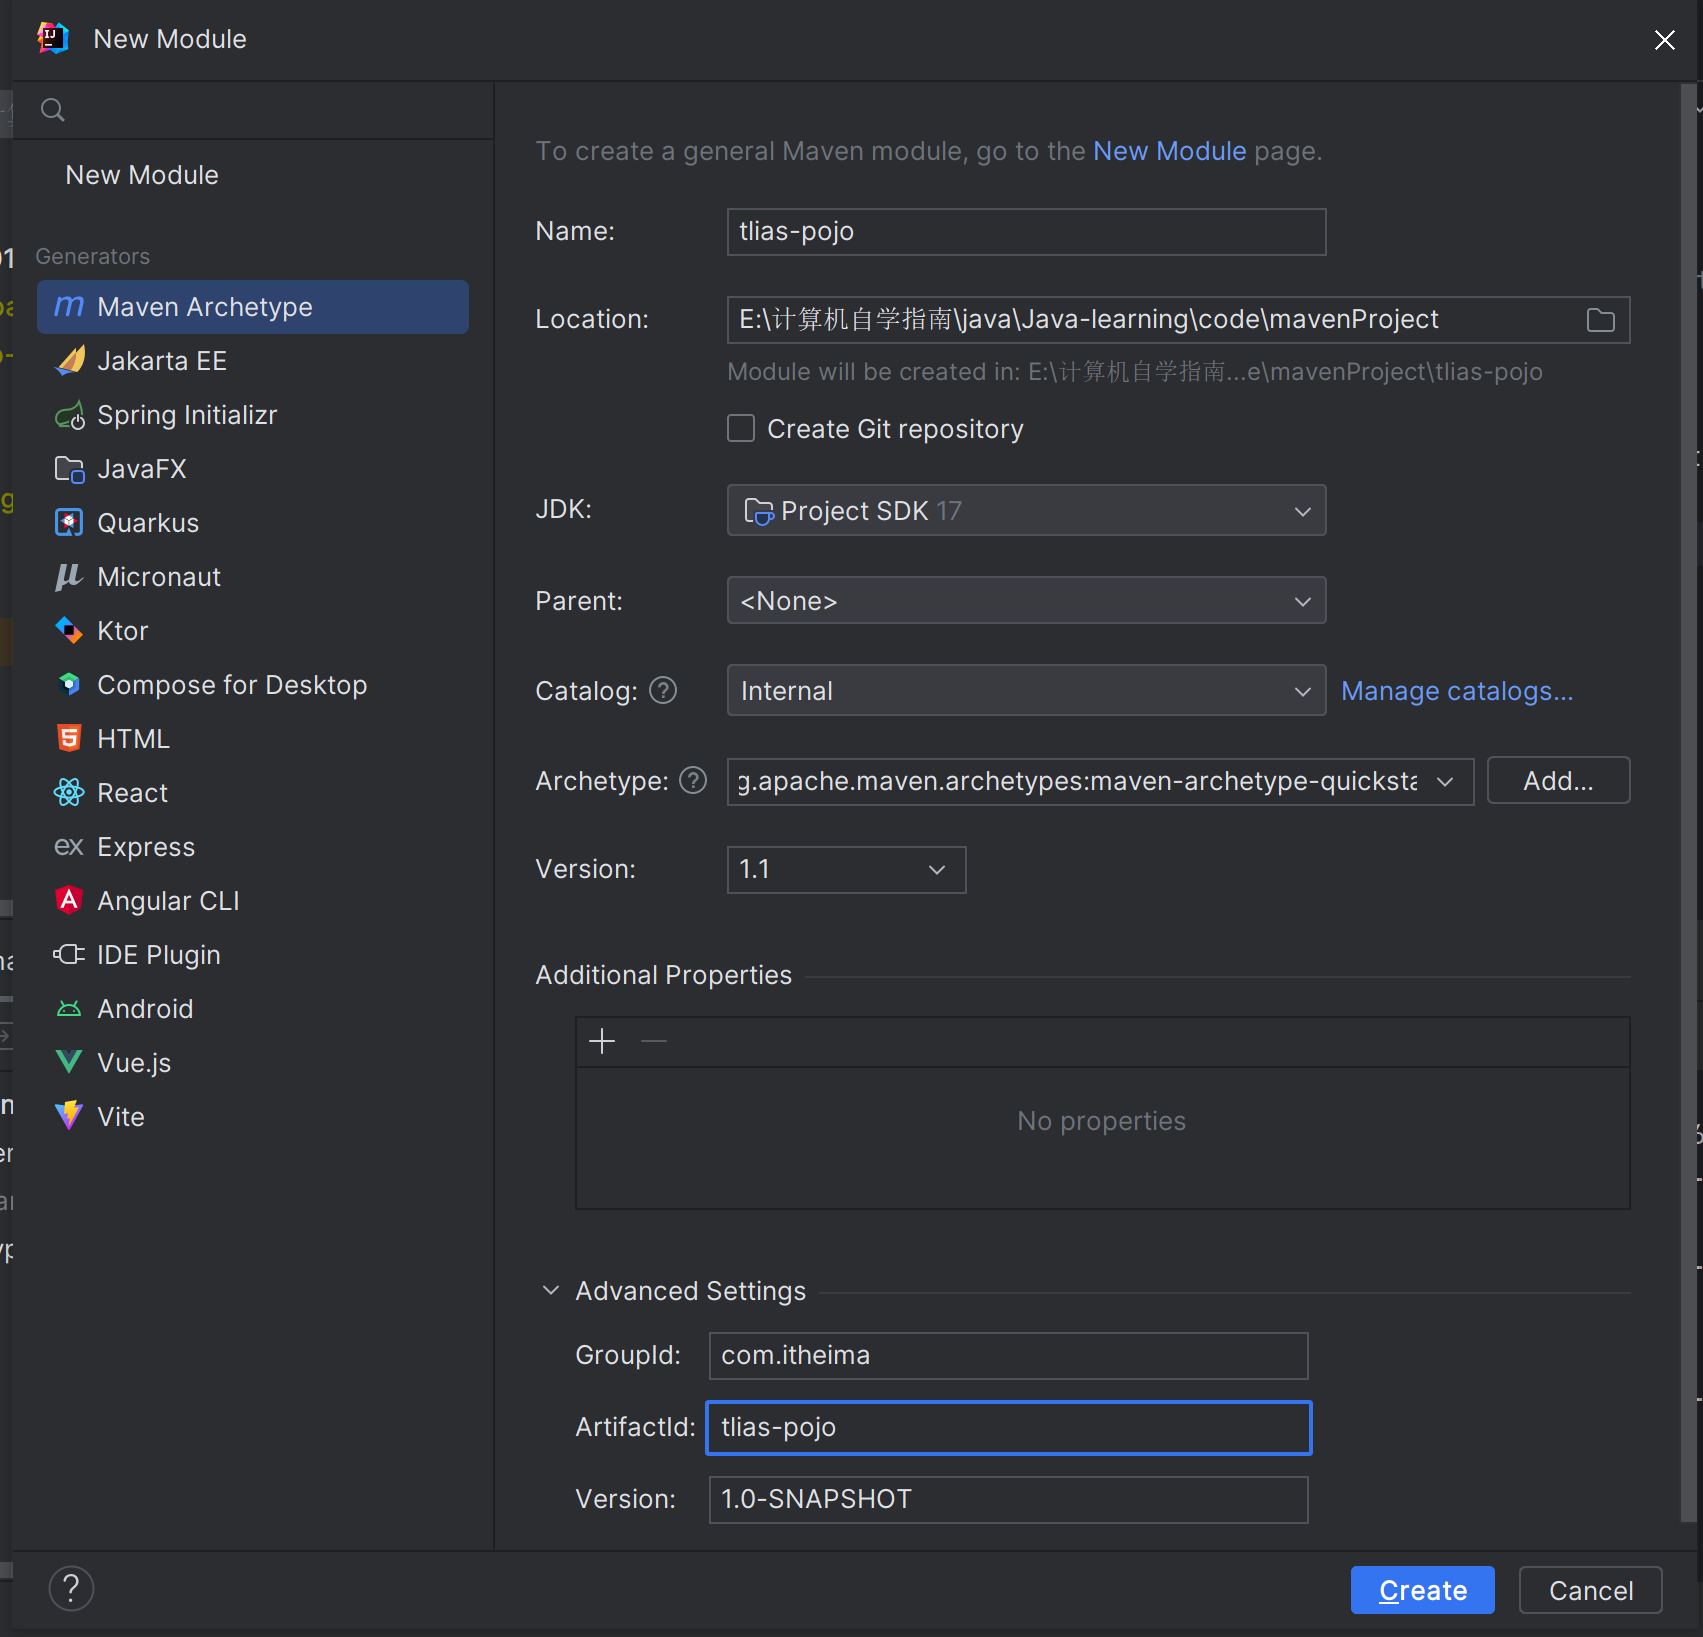 New Module
New Module
Generators
Maven Archetype
Jakarta EE
Spring Initializr
JavaFX
Quarkus
Micronaut
Ktor
Compose for Desktop
HTML
React
ex Express
Angular CLI
IDE Plugin
Android
Vue.js
Vite
To create a general Maven module, go to the New Module page.
Name: tlias-pojo
Location: E:\计算机自学指南\java\Java-learning\code\mavenProject
Module will be created in: E:\计算机自学指南...e\mavenProject\tlias-pojo
Create Git repository
JDK: Project SDK 17
Parent: <None>
Catalog: ? Internal Manage catalogs...
Archetype: ? g.apache.maven.archetypes:maven-archetype-quicksta Add...
Version: 1.1
Additional Properties
No properties
Advanced Settings
GroupId: com.itheima
ArtifactId: tlias-pojo
Version: 1.0-SNAPSHOT
? Create Cancel